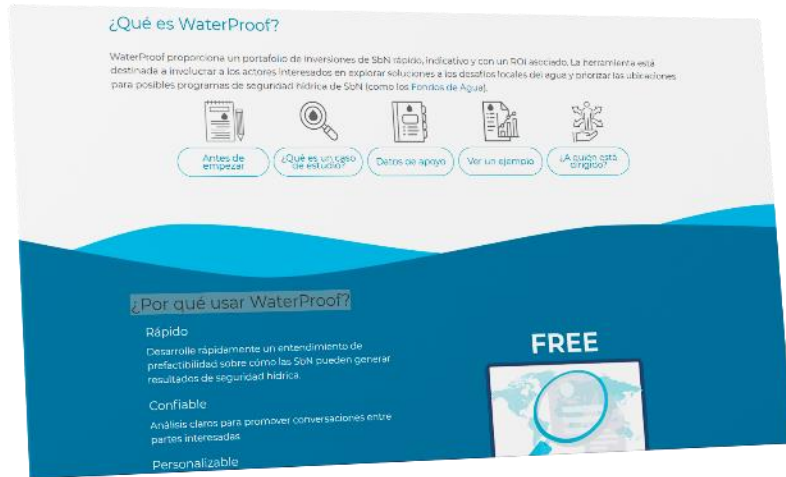 ¿Qué es WaterProof?
WaterProof proporciona un portafolio de inversiones de SbN rápido, indicativo y con un ROI asociado. La herramienta está
destinada a involucrar a los actores interesados en explorar soluciones a los desafíos locales del agua y priorizar las ubicaciones
para posibles programas de seguridad hídrica de SbN (como los Fondos de Agua).
Antes de
empezar
¿Qué es un caso
de estudio?
Datos de apoyo
Ver un ejemplo
¿A quién está
dirigido?
¿Por qué usar WaterProof?
Rápido
Desarrolle rápidamente un entendimiento de
prefactibilidad sobre cómo las SbN pueden generar
resultados de seguridad hídrica.
FREE
Confiable
Análisis claros para promover conversaciones entre
partes interesadas
Personalizable